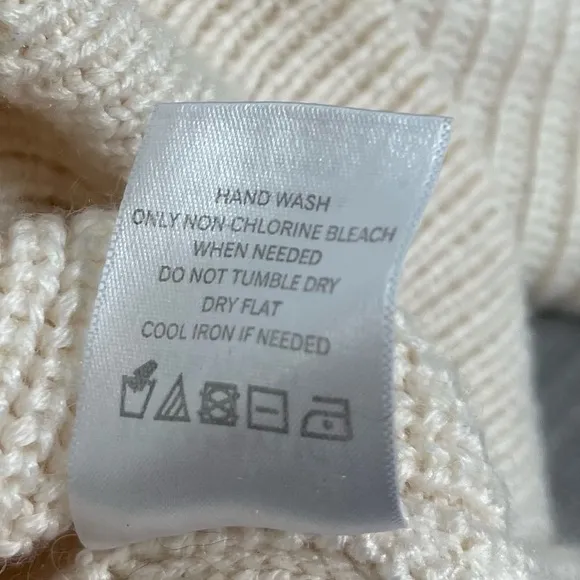 HAND WASH
ONLY NON-CHLORINE BLEACH
WHEN NEEDED
DO NOT TUMBLE DRY
DRY FLAT
COOL IRON IF NEEDED